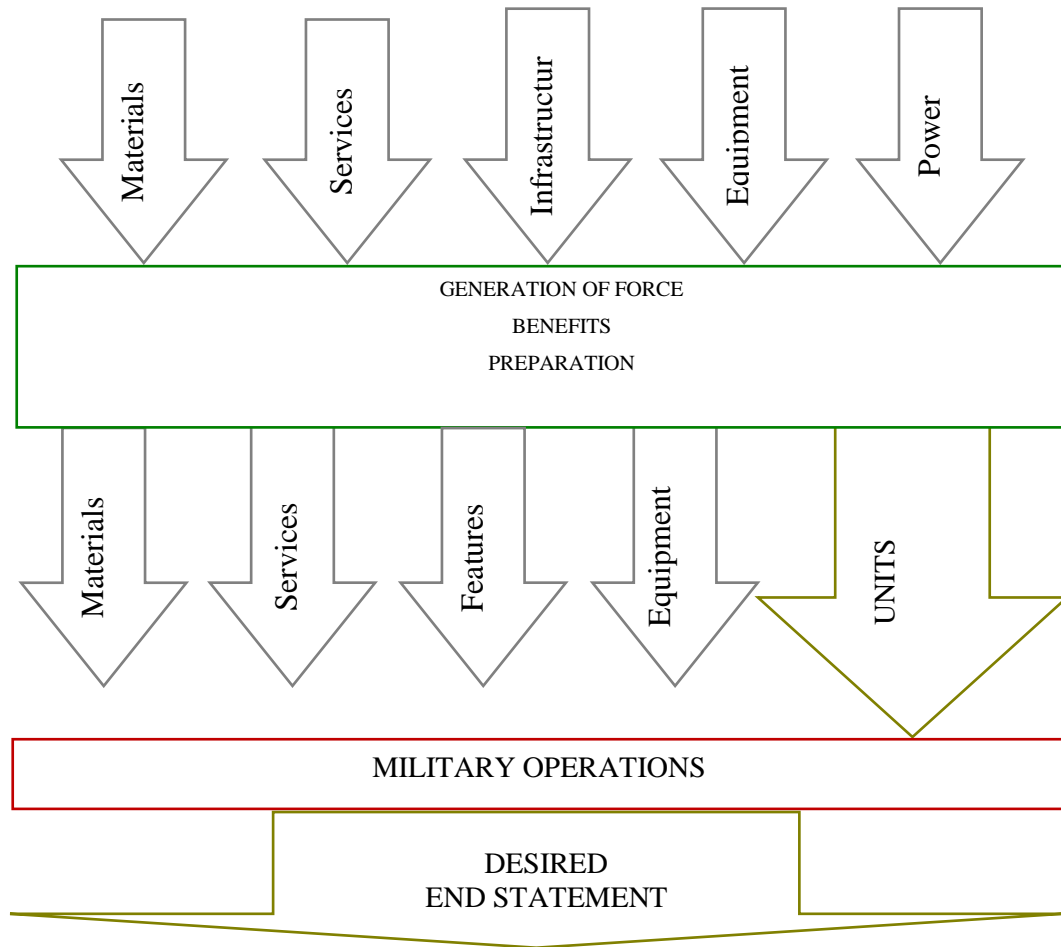 Materials
Services
Infrastructur
Equipment
Power
GENERATION OF FORCE
BENEFITS
PREPARATION
Materials
Services
Features
Equipment
UNITS
MILITARY OPERATIONS
DESIRED
END STATEMENT